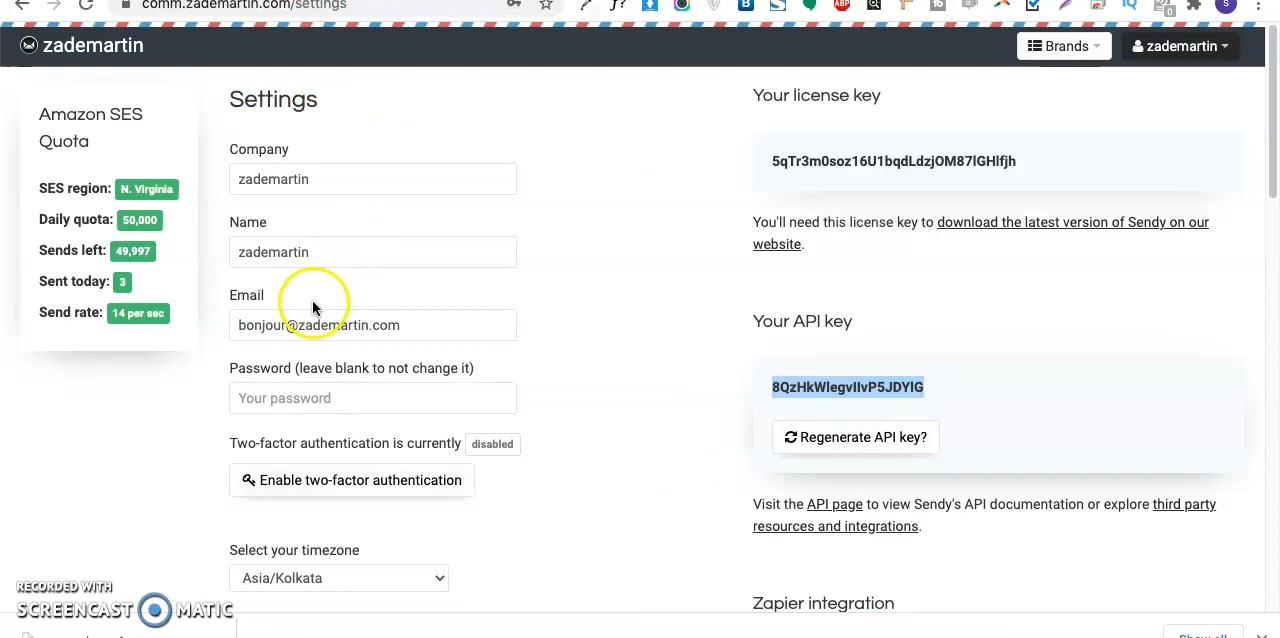 comm.zademartin.com/settings
zademartin
Brands
zademartin
Amazon SES
Quota
SES region: N. Virginia
Daily quota: 50,000
Sends left: 49,997
Sent today: 3
Send rate: 14 per sec
Settings
Company
zademartin
Name
zademartin
Email
bonjour@zademartin.com
Password (leave blank to not change it)
Your password
Two-factor authentication is currently disabled
Enable two-factor authentication
Select your timezone
Asia/Kolkata
Your license key
You'll need this license key to download the latest version of Sendy on our
website.
Your API key
Regenerate API key?
Visit the API page to view Sendy's API documentation or explore third party
resources and integrations.
Zapier integration
RECORDED WITH
SCREENCAST MATIC
Show all